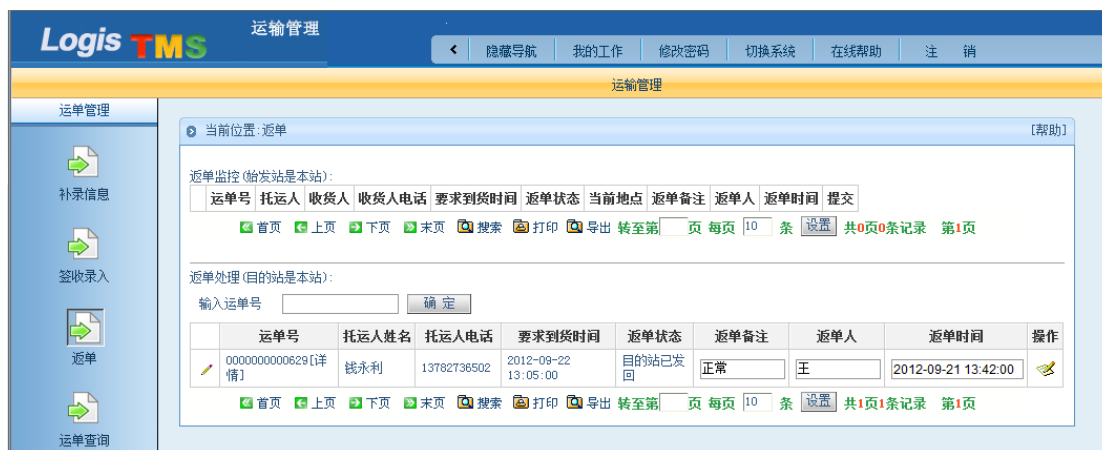 Logis TMS
运输管理
隐藏导航 我的工作 修改密码 切换系统 在线帮助 注 销
运输管理
运单管理
补录信息
签收录入
返单
运单查询
当前位置:返单 [帮助]
返单监控(始发站是本站):
运单号 托运人 收货人 收货人电话 要求到货时间 返单状态 当前地点 返单备注 返单人 返单时间 提交
首页 上页 下页 末页 搜索 打印 导出 转至第 页 每页 10 条 设置 共0页0条记录 第1页
返单处理(目的站是本站):
输入运单号 确 定
运单号 托运人姓名 托运人电话 要求到货时间 返单状态 返单备注 返单人 返单时间 操作
0000000000629[详情] 钱永利 13782736502 2012-09-22 13:05:00 目的站已发回 正常 王 2012-09-21 13:42:00
首页 上页 下页 末页 搜索 打印 导出 转至第 页 每页 10 条 设置 共1页1条记录 第1页